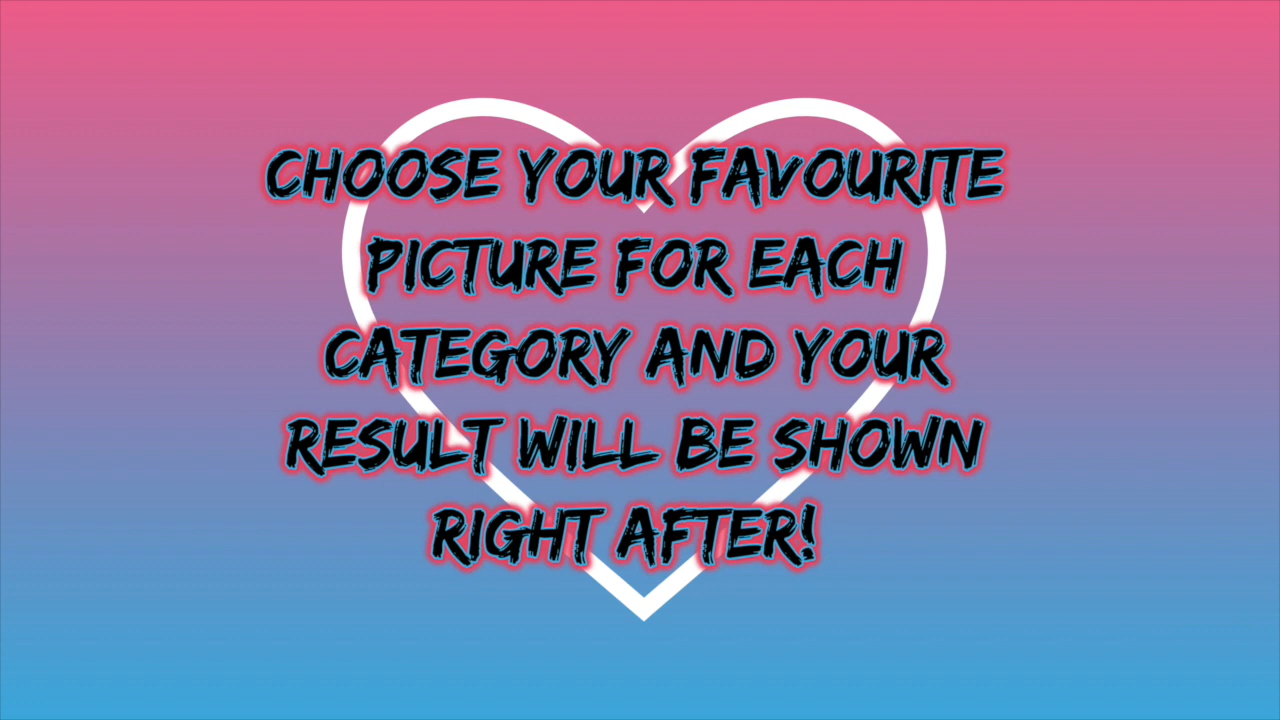 CHOOSE YOUR FAVOURITE
PICTURE FOR EACH
CATEGORY AND YOUR
RESULT WILL BE SHOWN
RIGHT AFTER!